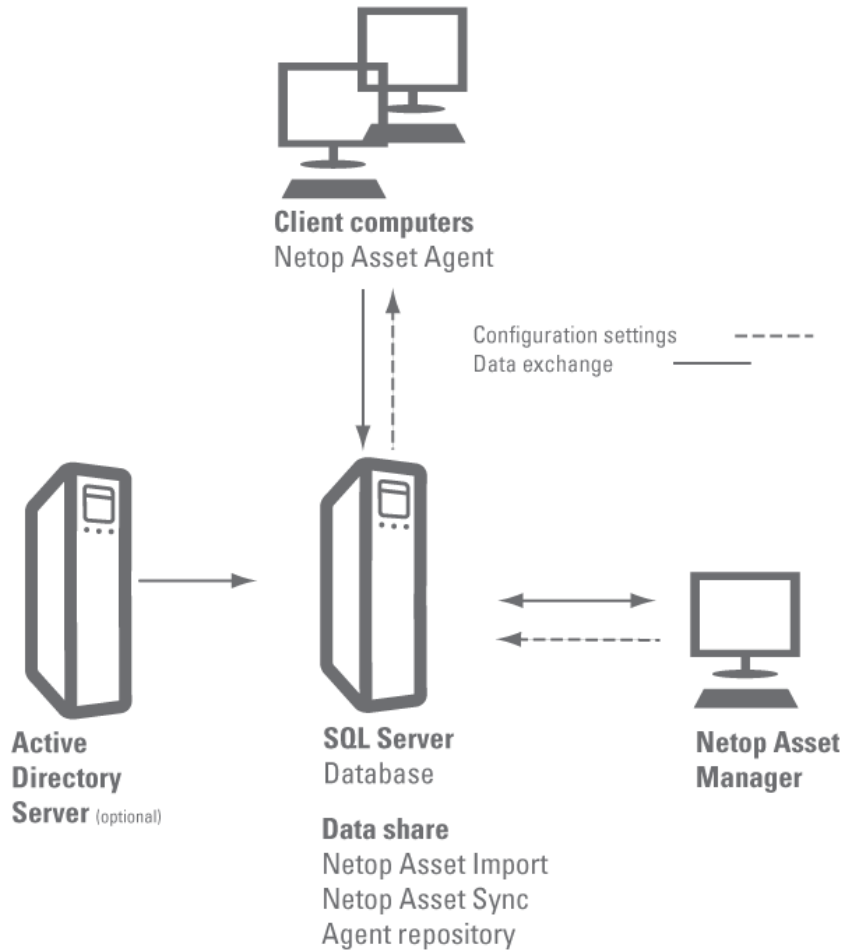 Client computers
Netop Asset Agent
Configuration settings
Data exchange
Active
Directory
Server (optional)
SQL Server
Database
Data share
Netop Asset Import
Netop Asset Sync
Agent repository
Netop Asset
Manager